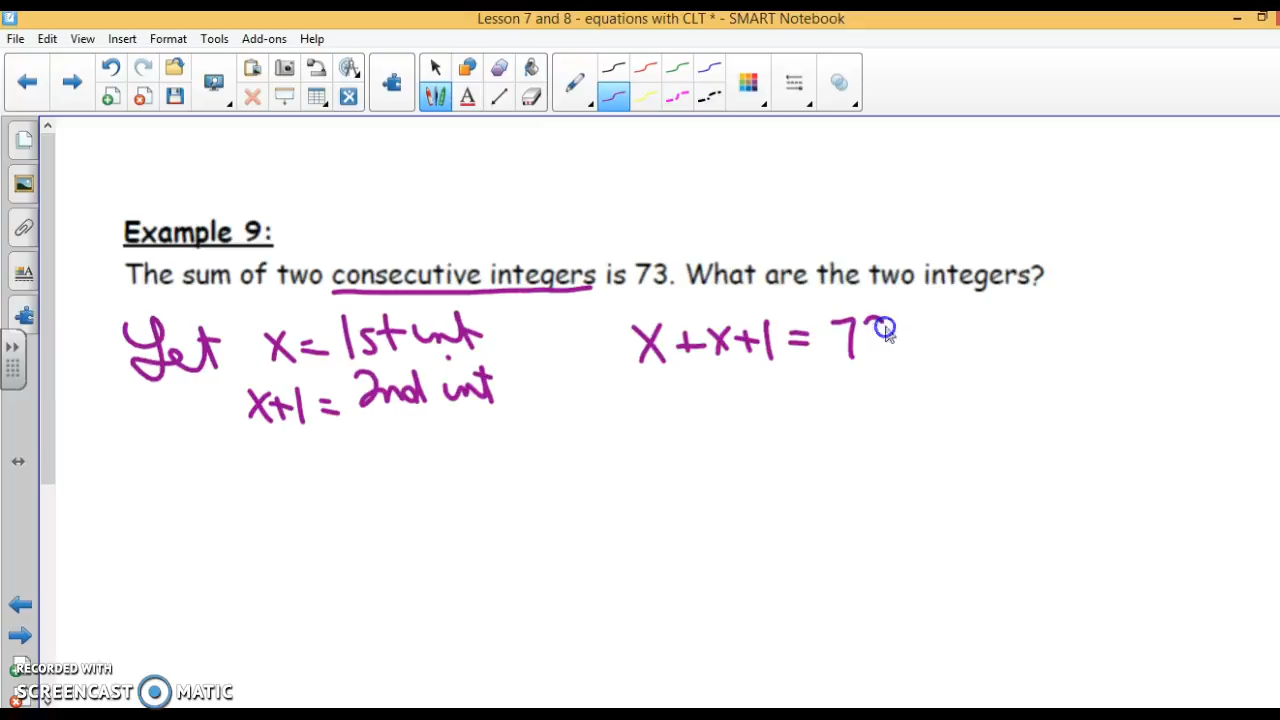 Lesson 7 and 8 - equations with CLT * - SMART Notebook
File Edit View Insert Format Tools Add-ons Help
Example 9:
The sum of two consecutive integers is 73. What are the two integers?
Let x = 1st int
x+1 = 2nd int
x+x+1 = 7
RECORDED WITH
SCREENCAST MATIC